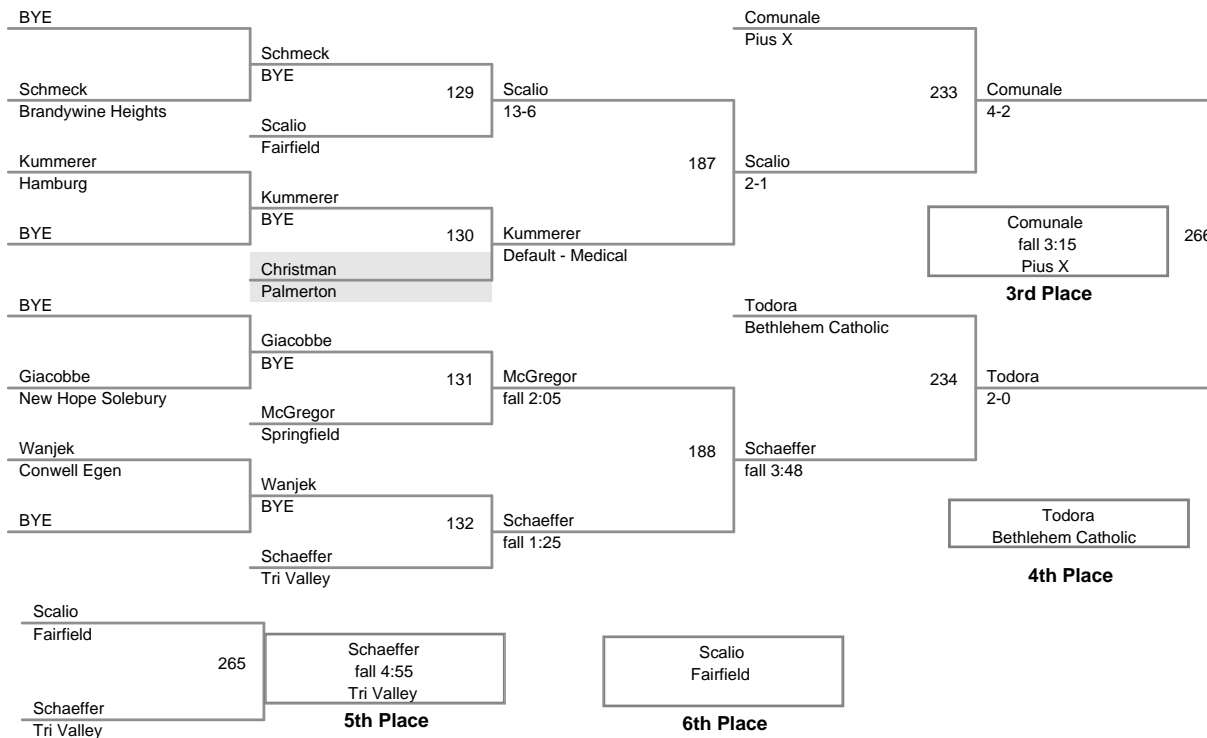 BYE
Schmeck
Brandywine Heights
Kummerer
Hamburg
BYE
BYE
Giacobbe
New Hope Solebury
Wanjek
Conwell Egen
BYE
Schmeck
BYE
129
Scalio
Fairfield
Kummerer
BYE
130
Christman
Palmerton
Giacobbe
BYE
131
McGregor
Springfield
Wanjek
BYE
132
Schaeffer
Tri Valley
Scalio
13-6
187
Kummerer
Default - Medical
McGregor
fall 2:05
188
Schaeffer
fall 1:25
Comunale
Pius X
233
Scalio
2-1
Todora
Bethlehem Catholic
234
Schaeffer
fall 3:48
Comunale
4-2
Comunale
fall 3:15
Pius X
266
3rd Place
Todora
2-0
Todora
Bethlehem Catholic
4th Place
Scalio
Fairfield
265
Schaeffer
Tri Valley
Schaeffer
fall 4:55
Tri Valley
5th Place
Scalio
Fairfield
6th Place